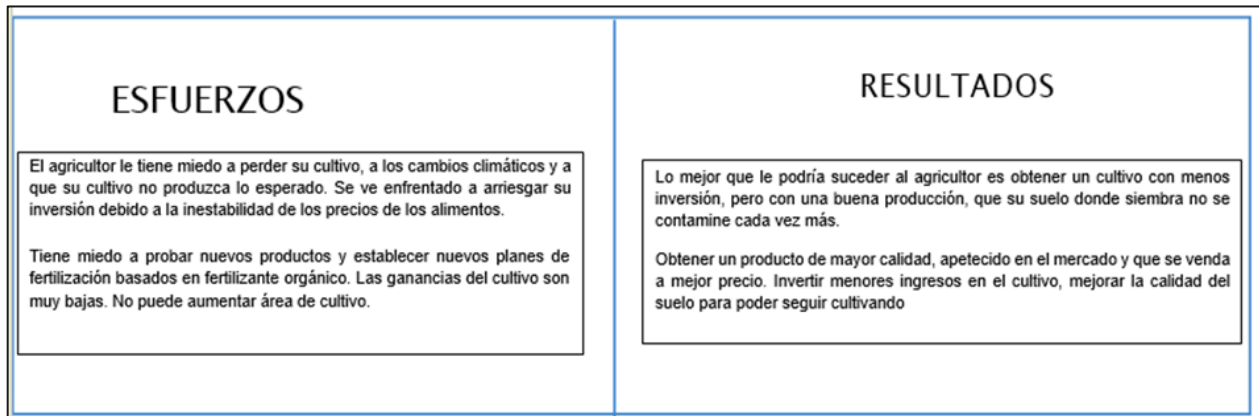 ESFUERZOS
El agricultor le tiene miedo a perder su cultivo, a los cambios climáticos y a
que su cultivo no produzca lo esperado. Se ve enfrentado a arriesgar su
inversión debido a la inestabilidad de los precios de los alimentos.
Tiene miedo a probar nuevos productos y establecer nuevos planes de
fertilización basados en fertilizante orgánico. Las ganancias del cultivo son
muy bajas. No puede aumentar área de cultivo.
RESULTADOS
Lo mejor que le podría suceder al agricultor es obtener un cultivo con menos
inversión, pero con una buena producción, que su suelo donde siembra no se
contamine cada vez más.
Obtener un producto de mayor calidad, apetecido en el mercado y que se venda
a mejor precio. Invertir menores ingresos en el cultivo, mejorar la calidad del
suelo para poder seguir cultivando